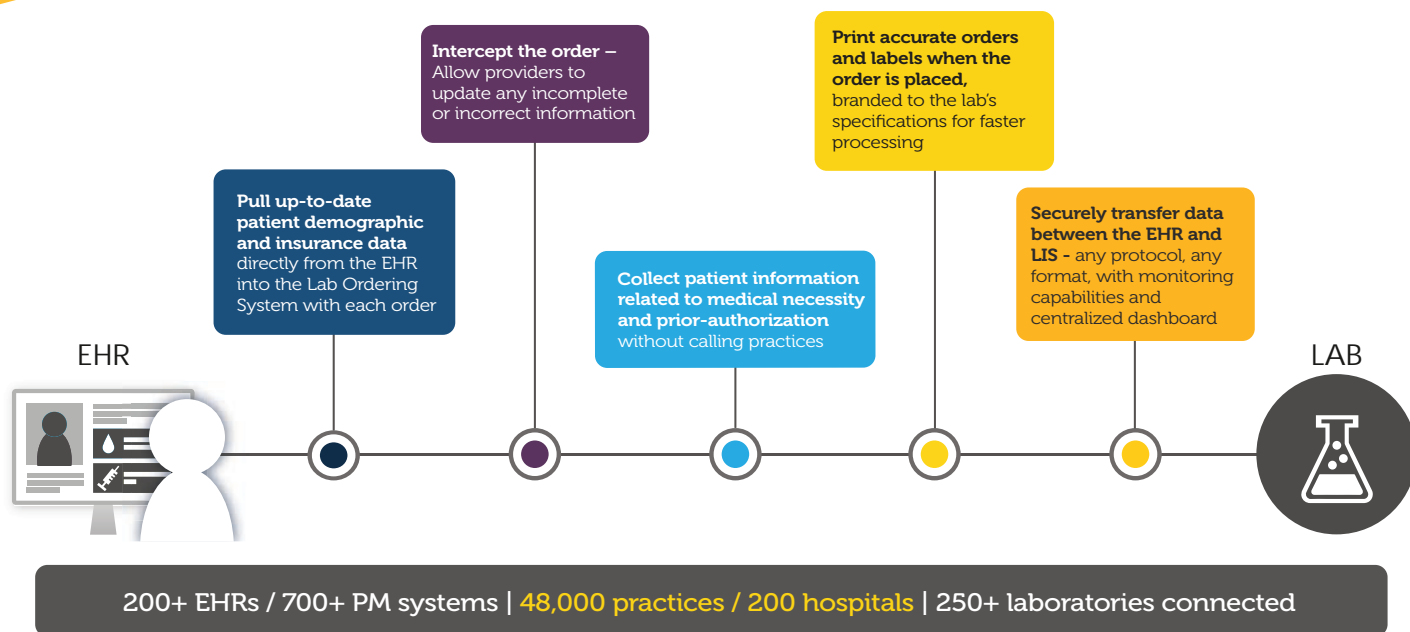 EHR
Pull up-to-date
patient demographic
and insurance data
directly from the EHR
into the Lab Ordering
System with each order
Intercept the order –
Allow providers to
update any incomplete
or incorrect information
Collect patient information
related to medical necessity
and prior-authorization
without calling practices
Print accurate orders
and labels when the
order is placed,
branded to the lab's
specifications for faster
processing
Securely transfer data
between the EHR and
LIS - any protocol, any
format, with monitoring
capabilities and
centralized dashboard
LAB
200+ EHRs / 700+ PM systems | 48,000 practices / 200 hospitals | 250+ laboratories connected